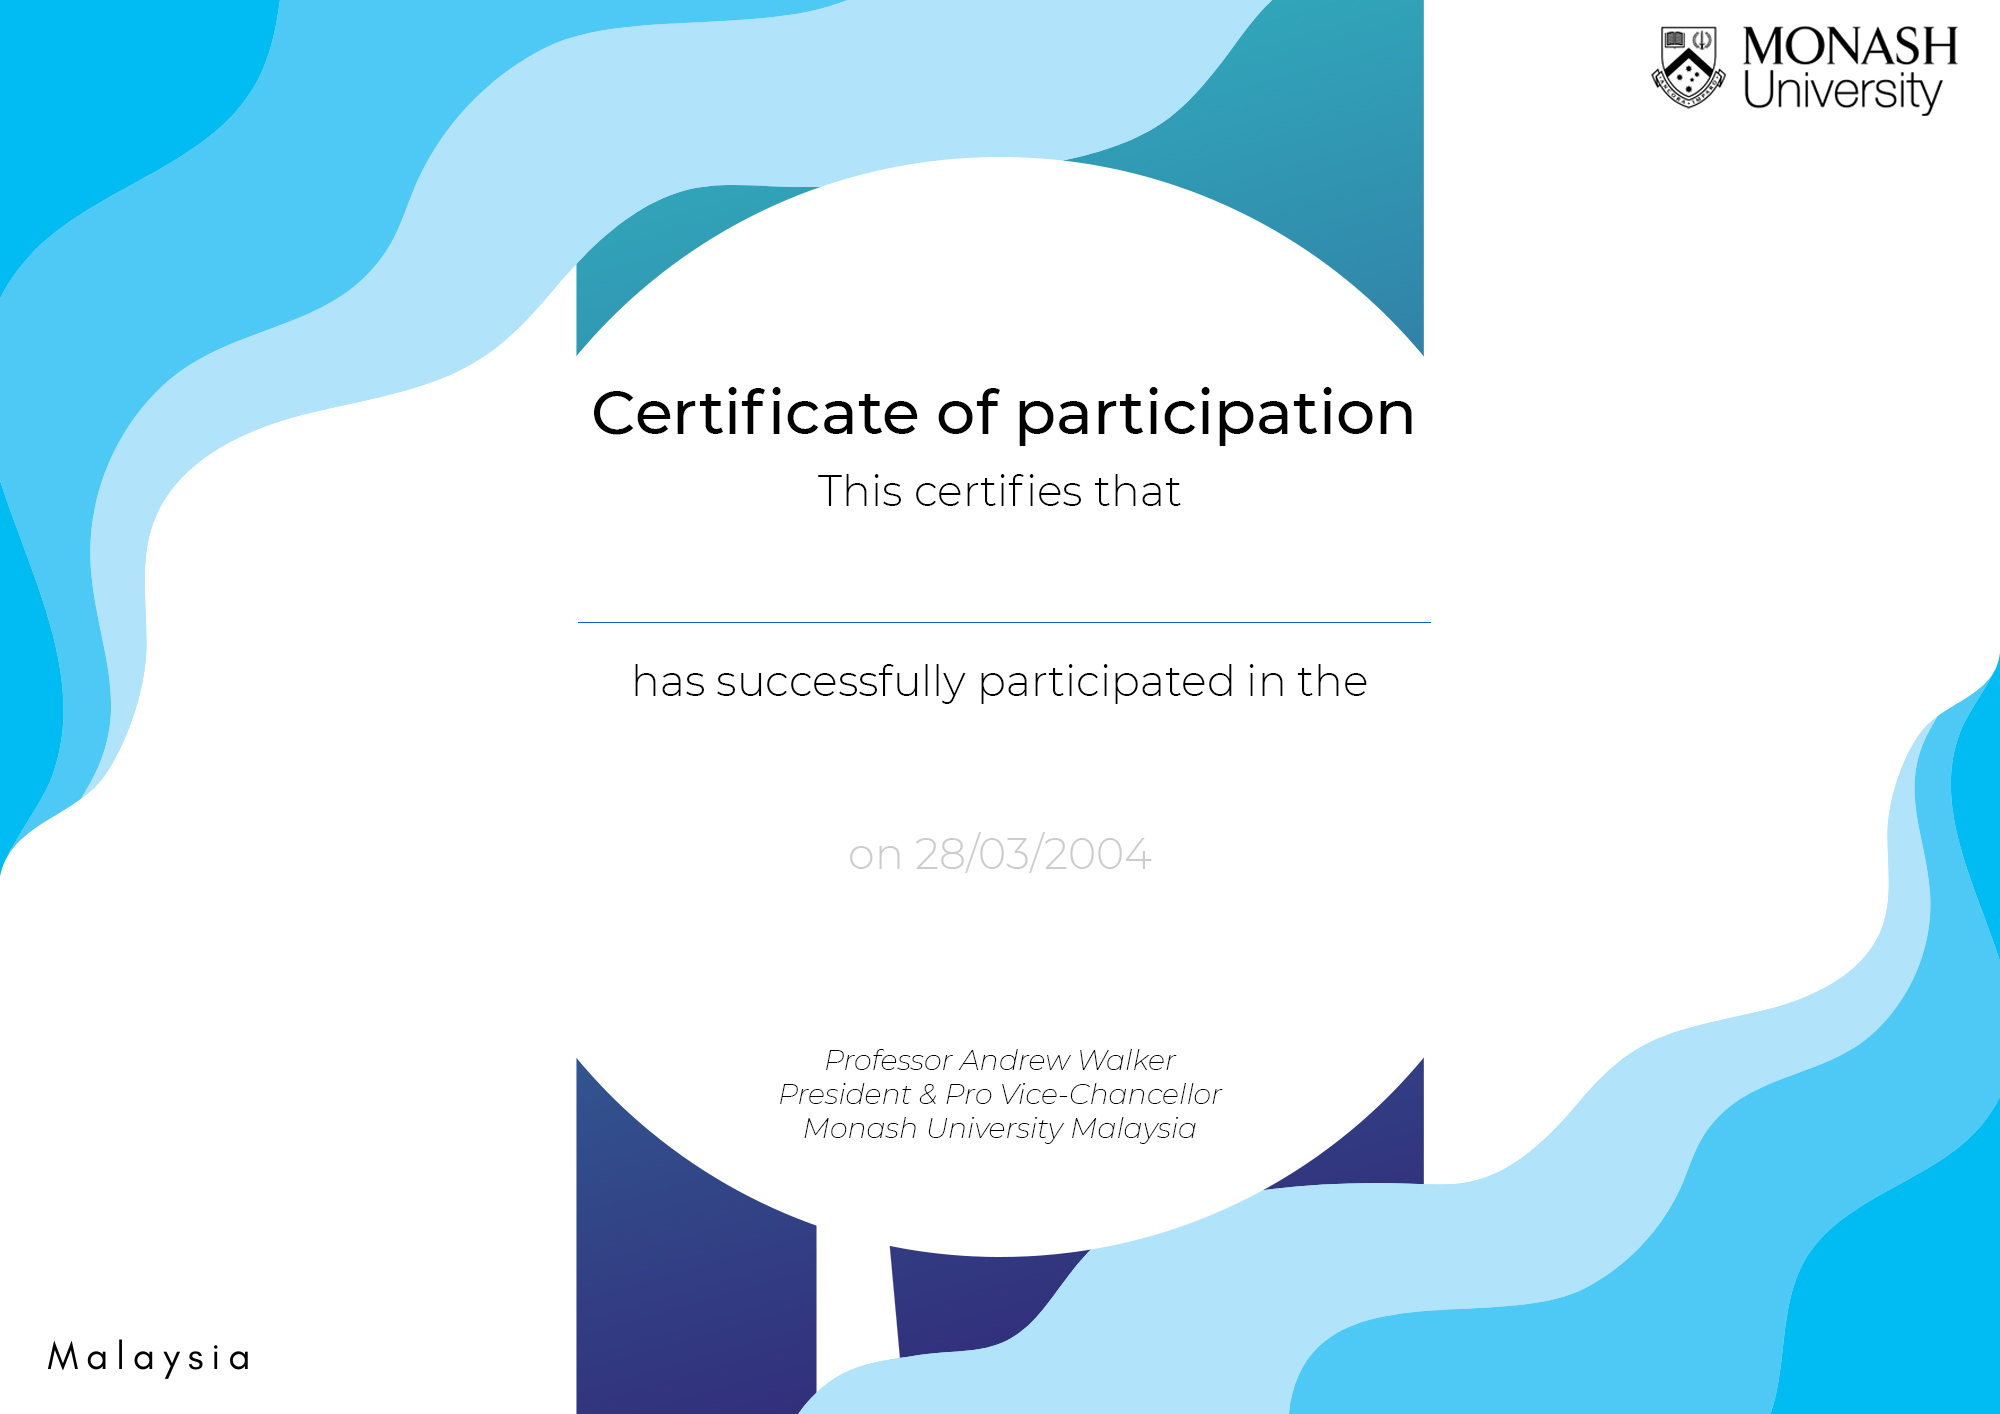 MONASH
University
Certificate of participation
This certifies that
has successfully participated in the
on 28/03/2004
Professor Andrew Walker
President & Pro Vice-Chancellor
Monash University Malaysia
Malaysia